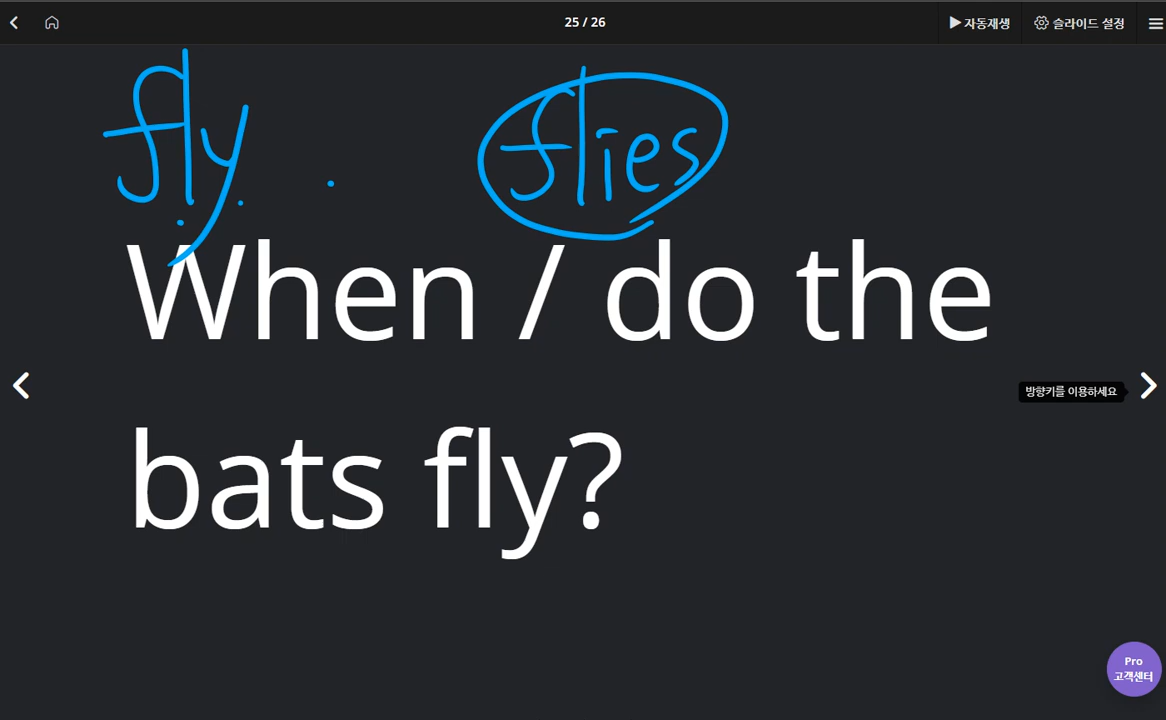 25 / 26
▶ 자동재생
슬라이드 설정
fly
flies
When / do the
bats fly?
방향키를 이용하세요
Pro
고객센터